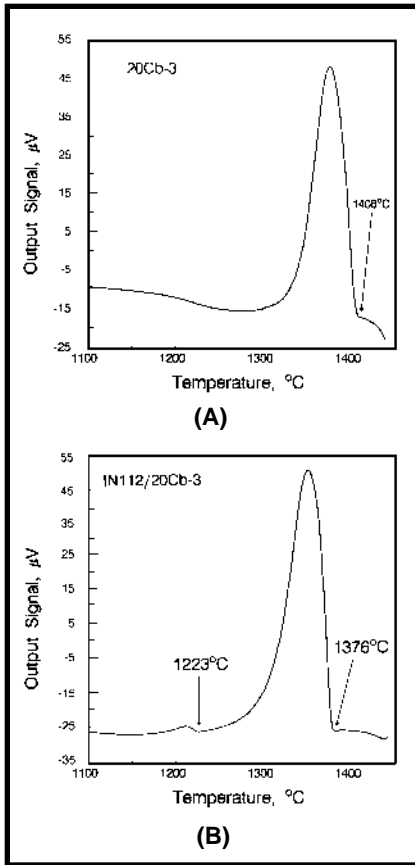 20Cb-3
55
45
35
25
15
5
-5
-15
-25
Output Signal, μV
1408°C
1100 1200 1300 1400
Temperature, °C
(A)
IN112/20Cb-3
55
45
35
25
15
5
-5
-15
-25
-35
Output Signal, μV
1223°C
1376°C
1100 1200 1300 1400
Temperature, °C
(B)